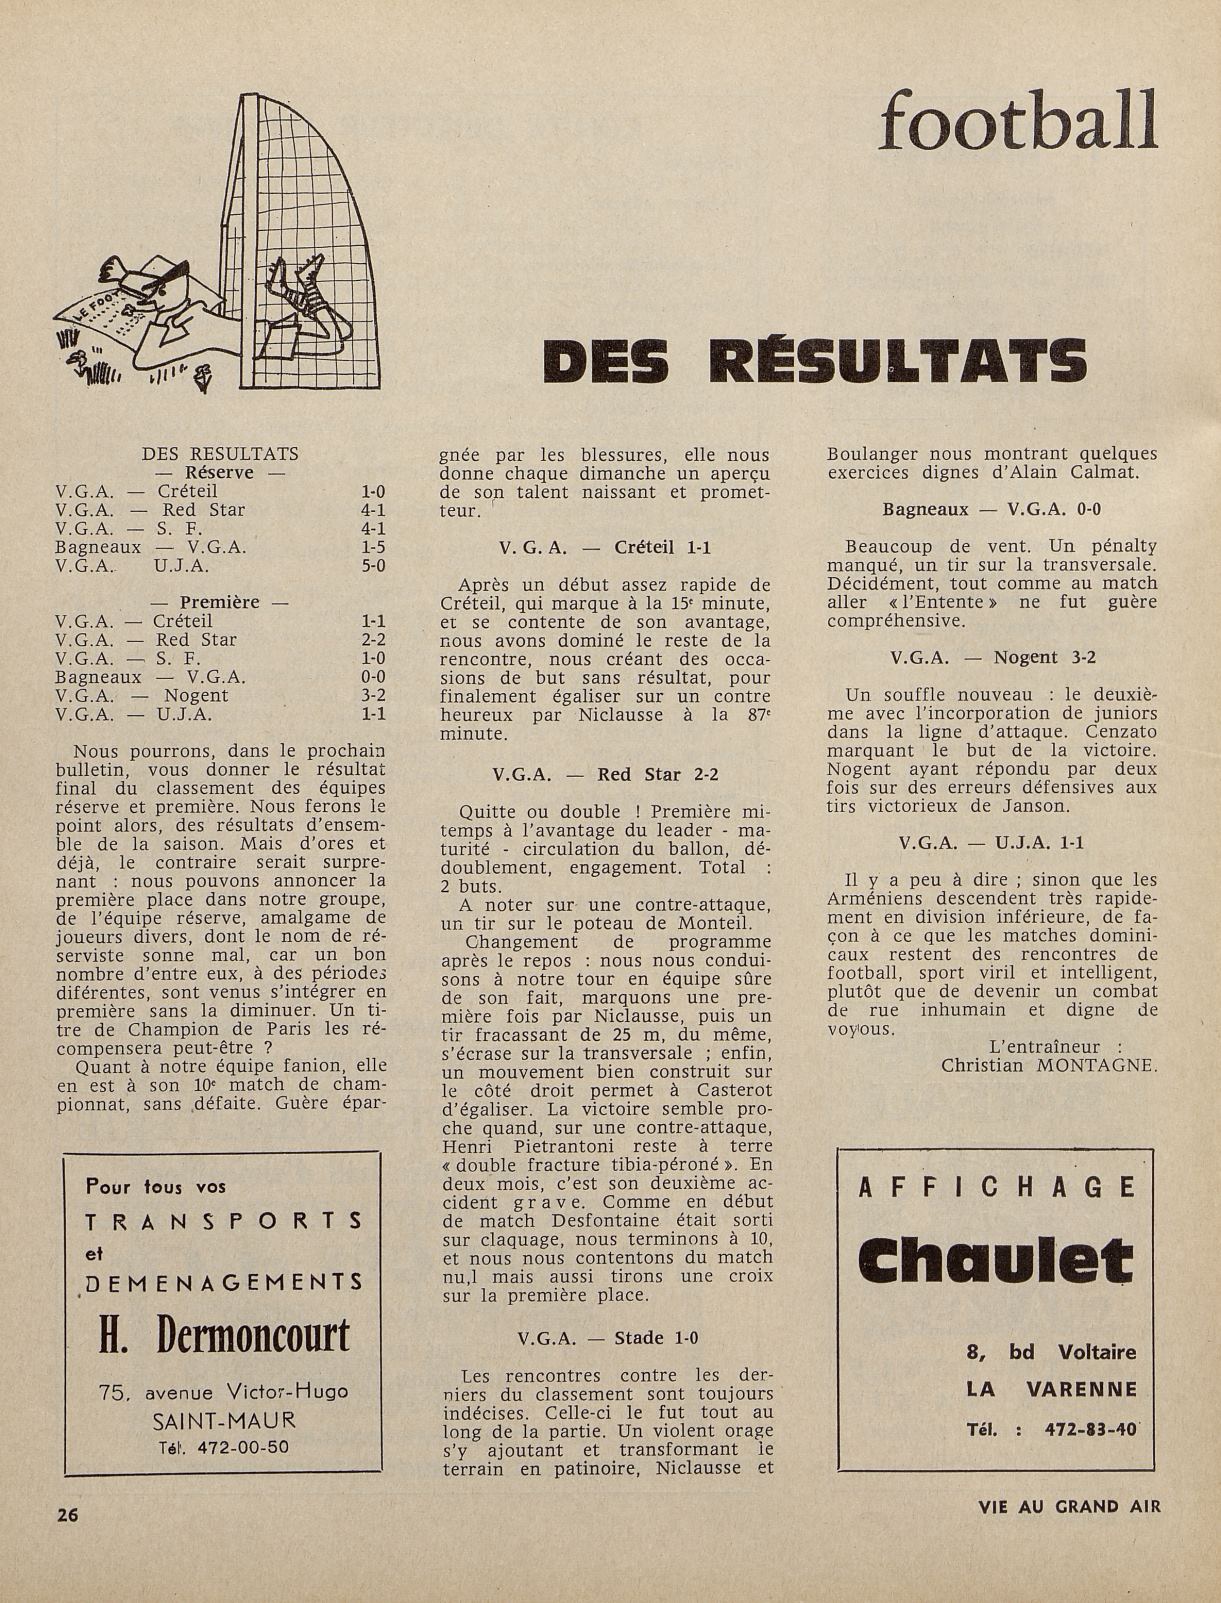 football
LE FOOT
DES RÉSULTATS
DES RESULTATS
— Réserve —
V.G.A. — Créteil 1-0
V.G.A. — Red Star 4-1
V.G.A. — S. F. 4-1
Bagneaux — V.G.A. 1-5
V.G.A. U.J.A. 5-0
— Première —
V.G.A. — Créteil 1-1
V.G.A. — Red Star 2-2
V.G.A. — S. F. 1-0
Bagneaux — V.G.A. 0-0
V.G.A. — Nogent 3-2
V.G.A. — U.J.A. 1-1
Nous pourrons, dans le prochain
bulletin, vous donner le résultat
final du classement des équipes
réserve et première. Nous ferons le
point alors, des résultats d'ensem-
ble de la saison. Mais d'ores et
déjà, le contraire serait surpre-
nant : nous pouvons annoncer la
première place dans notre groupe,
de l'équipe réserve, amalgame de
joueurs divers, dont le nom de ré-
serviste sonne mal, car un bon
nombre d'entre eux, à des périodes
diférentes, sont venus s'intégrer en
première sans la diminuer. Un ti-
tre de Champion de Paris les ré-
compensera peut-être ?
Quant à notre équipe fanion, elle
en est à son 10e match de cham-
pionnat, sans défaite. Guère épar-
gnée par les blessures, elle nous
donne chaque dimanche un aperçu
de son talent naissant et promet-
teur.
V. G. A. — Créteil 1-1
Après un début assez rapide de
Créteil, qui marque à la 15e minute,
et se contente de son avantage,
nous avons dominé le reste de la
rencontre, nous créant des occa-
sions de but sans résultat, pour
finalement égaliser sur un contre
heureux par Niclausse à la 87e
minute.
V.G.A. — Red Star 2-2
Quitte ou double ! Première mi-
temps à l'avantage du leader - ma-
turité - circulation du ballon, dé-
doublement, engagement. Total :
2 buts.
A noter sur une contre-attaque,
un tir sur le poteau de Monteil.
Changement de programme
après le repos : nous nous condui-
sons à notre tour en équipe sûre
de son fait, marquons une pre-
mière fois par Niclausse, puis un
tir fracassant de 25 m, du même,
s'écrase sur la transversale ; enfin,
un mouvement bien construit sur
le côté droit permet à Casterot
d'égaliser. La victoire semble pro-
che quand, sur une contre-attaque,
Henri Pietrantoni reste à terre
« double fracture tibia-péroné ». En
deux mois, c'est son deuxième ac-
cident grave. Comme en début
de match Desfontaine était sorti
sur claquage, nous terminons à 10,
et nous nous contentons du match
nu,l mais aussi tirons une croix
sur la première place.
V.G.A. — Stade 1-0
Les rencontres contre les der-
niers du classement sont toujours
indécises. Celle-ci le fut tout au
long de la partie. Un violent orage
s'y ajoutant et transformant le
terrain en patinoire, Niclausse et
Boulanger nous montrant quelques
exercices dignes d'Alain Calmat.
Bagneaux — V.G.A. 0-0
Beaucoup de vent. Un pénalty
manqué, un tir sur la transversale.
Décidément, tout comme au match
aller « l'Entente » ne fut guère
compréhensive.
V.G.A. — Nogent 3-2
Un souffle nouveau : le deuxiè-
me avec l'incorporation de juniors
dans la ligne d'attaque. Cenzato
marquant le but de la victoire.
Nogent ayant répondu par deux
fois sur des erreurs défensives aux
tirs victorieux de Janson.
V.G.A. — U.J.A. 1-1
Il y a peu à dire ; sinon que les
Arméniens descendent très rapide-
ment en division inférieure, de fa-
çon à ce que les matches domini-
caux restent des rencontres de
football, sport viril et intelligent,
plutôt que de devenir un combat
de rue inhumain et digne de
voyous.
L'entraîneur :
Christian MONTAGNE.
Pour tous vos
TRANSPORTS
et
DEMENAGEMENTS
H. Dermoncourt
75, avenue Victor-Hugo
SAINT-MAUR
Tél. 472-00-50
AFFICHAGE
Chaulet
8, bd Voltaire
LA VARENNE
Tél. : 472-83-40
26
VIE AU GRAND AIR